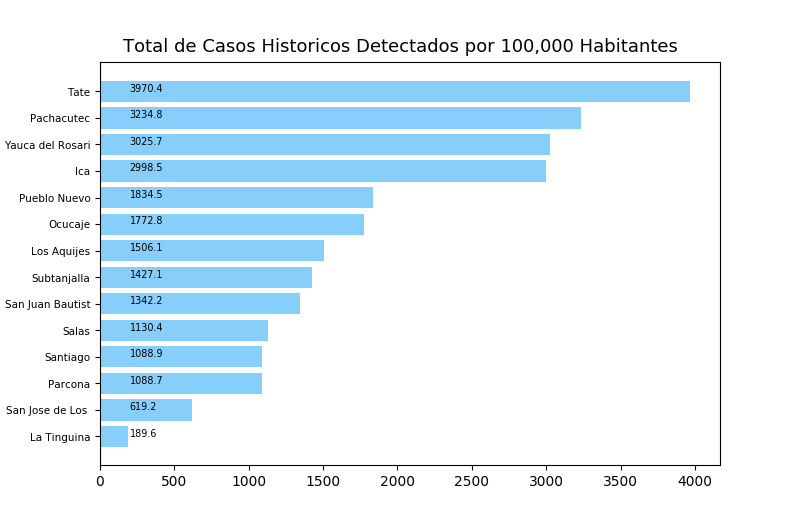 Total de Casos Historicos Detectados por 100,000 Habitantes
Tate 3970.4
Pachacutec 3234.8
Yauca del Rosari 3025.7
Ica 2998.5
Pueblo Nuevo 1834.5
Ocucaje 1772.8
Los Aquijes 1506.1
Subtanjalla 1427.1
San Juan Bautist 1342.2
Salas 1130.4
Santiago 1088.9
Parcona 1088.7
San Jose de Los 619.2
La Tinguina 189.6
0 500 1000 1500 2000 2500 3000 3500 4000